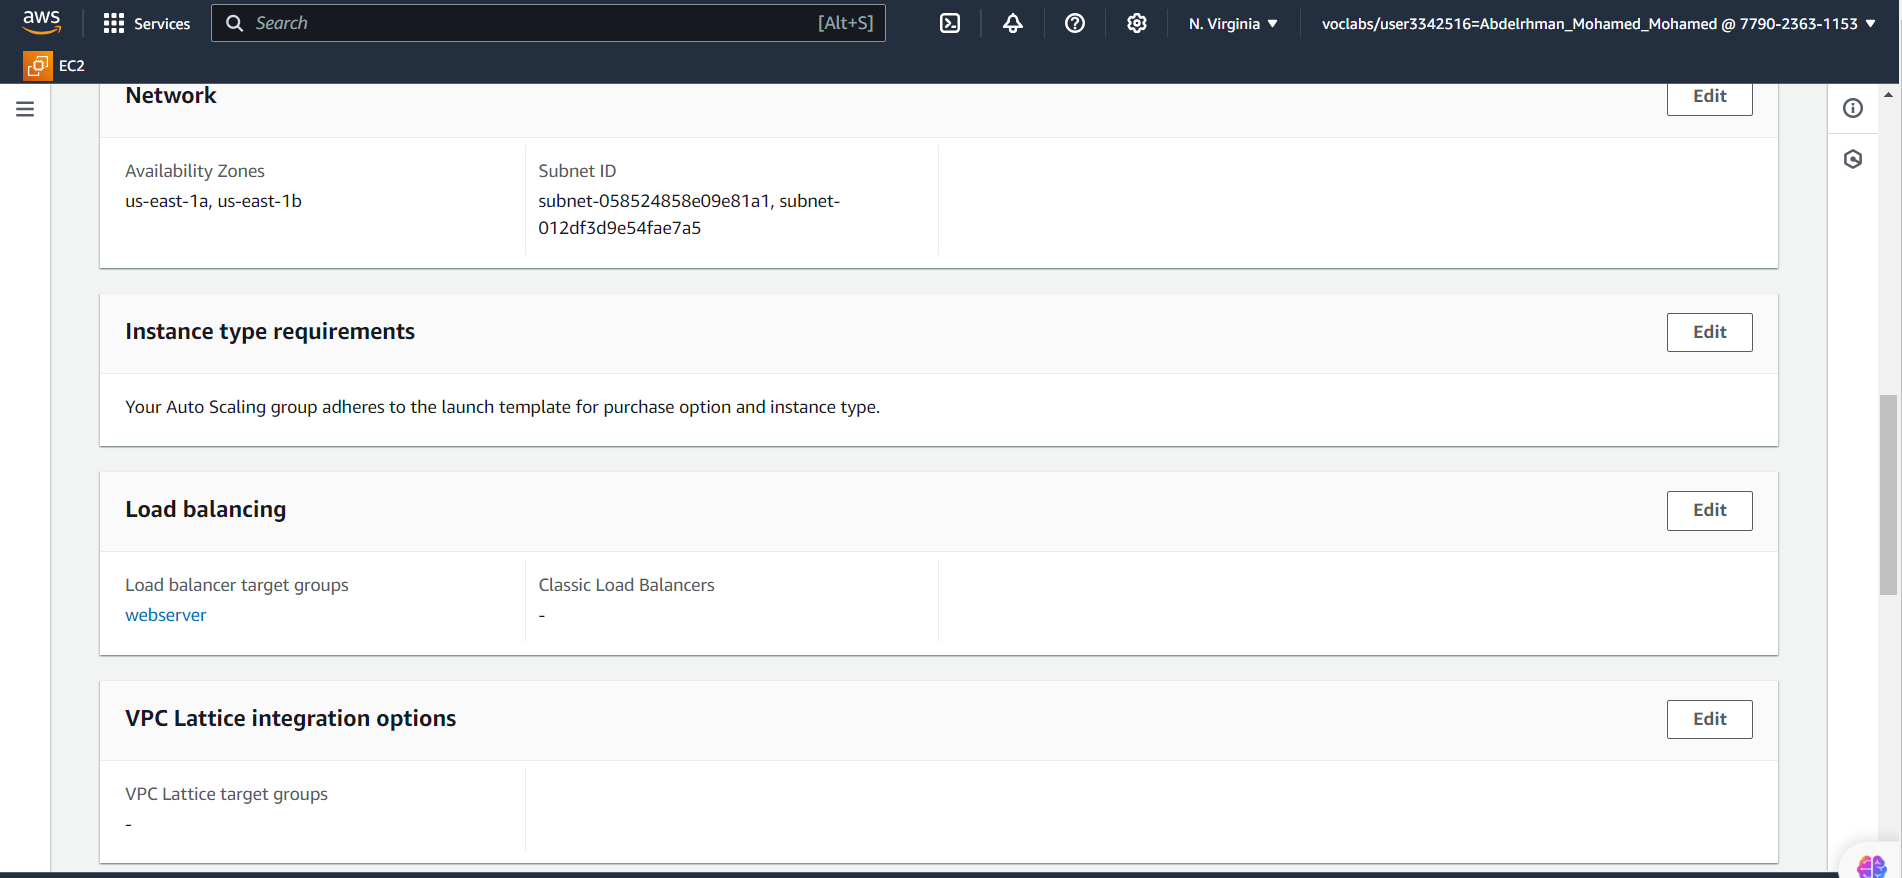 aws
Services
Search
[Alt+S]
N. Virginia
voclabs/user3342516=Abdelrhman_Mohamed_Mohamed @ 7790-2363-1153
EC2
Network
Edit
Availability Zones
us-east-1a, us-east-1b
Subnet ID
subnet-058524858e09e81a1, subnet-
012df3d9e54fae7a5
Instance type requirements
Edit
Your Auto Scaling group adheres to the launch template for purchase option and instance type.
Load balancing
Edit
Load balancer target groups
webserver
Classic Load Balancers
-
VPC Lattice integration options
Edit
VPC Lattice target groups
-